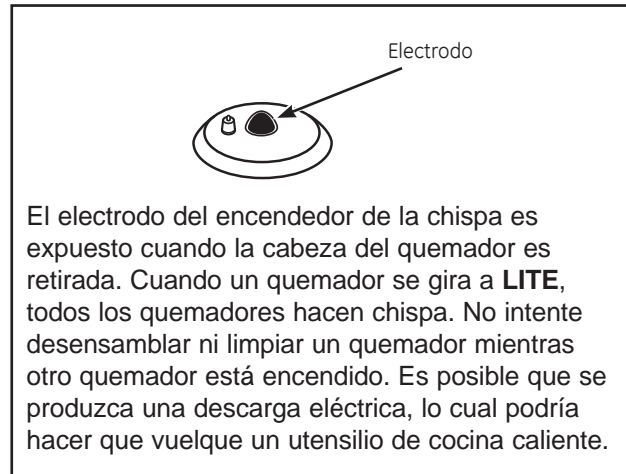 Electrodo
El electrodo del encendedor de la chispa es
expuesto cuando la cabeza del quemador es
retirada. Cuando un quemador se gira a LITE,
todos los quemadores hacen chispa. No intente
desensamblar ni limpiar un quemador mientras
otro quemador está encendido. Es posible que se
produzca una descarga eléctrica, lo cual podría
hacer que vuelque un utensilio de cocina caliente.